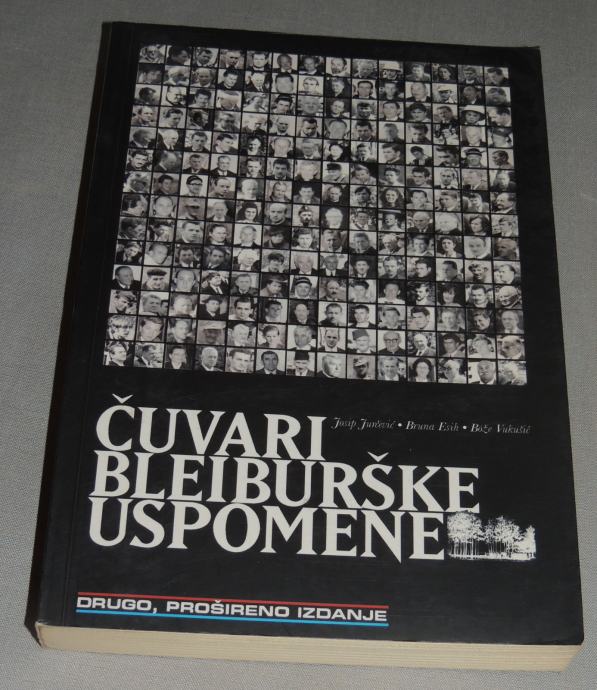 Josip Jurčević • Bruna Esih • Bože Vukušić
ČUVARI
BLEIBURŠKE
USPOMENE
DRUGO, PROŠIRENO IZDANJE